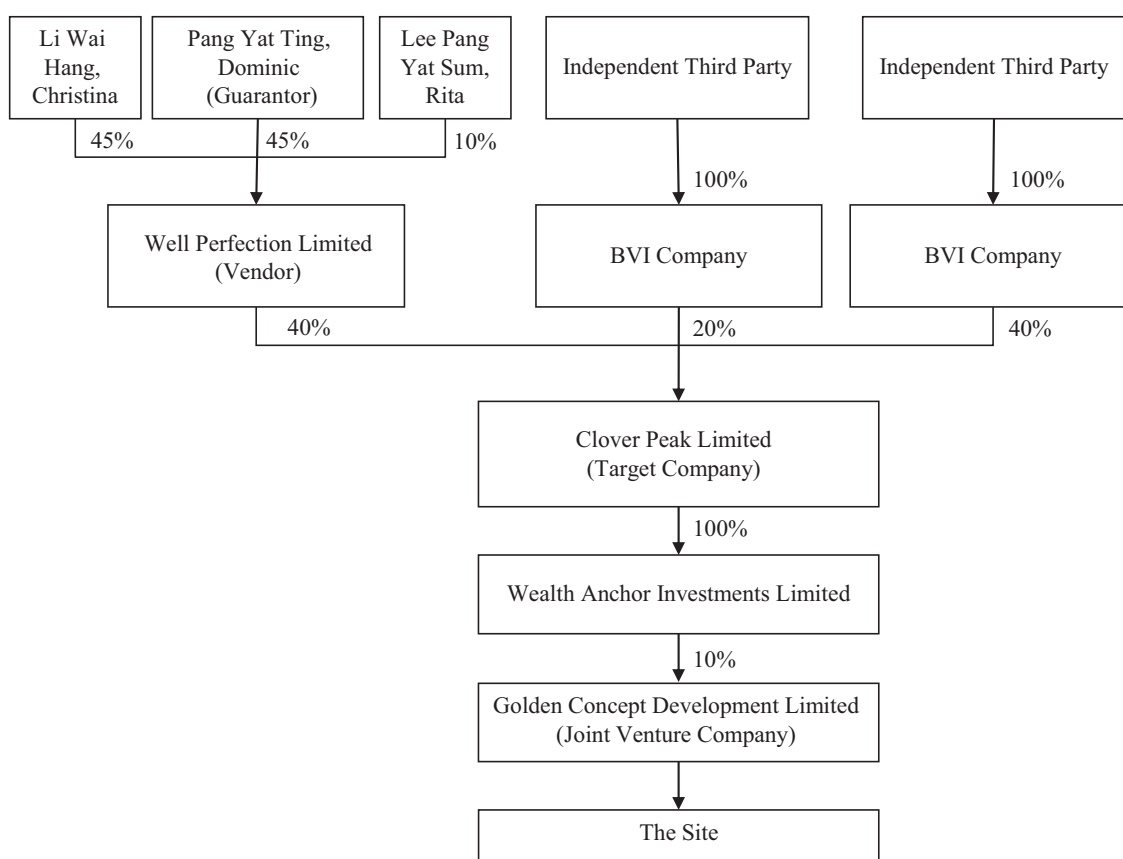 Li Wai
Hang,
Christina
Pang Yat Ting,
Dominic
(Guarantor)
Lee Pang
Yat Sum,
Rita
Independent Third Party
Independent Third Party
45%
45%
10%
100%
100%
Well Perfection Limited
(Vendor)
BVI Company
BVI Company
40%
20%
40%
Clover Peak Limited
(Target Company)
100%
Wealth Anchor Investments Limited
10%
Golden Concept Development Limited
(Joint Venture Company)
The Site